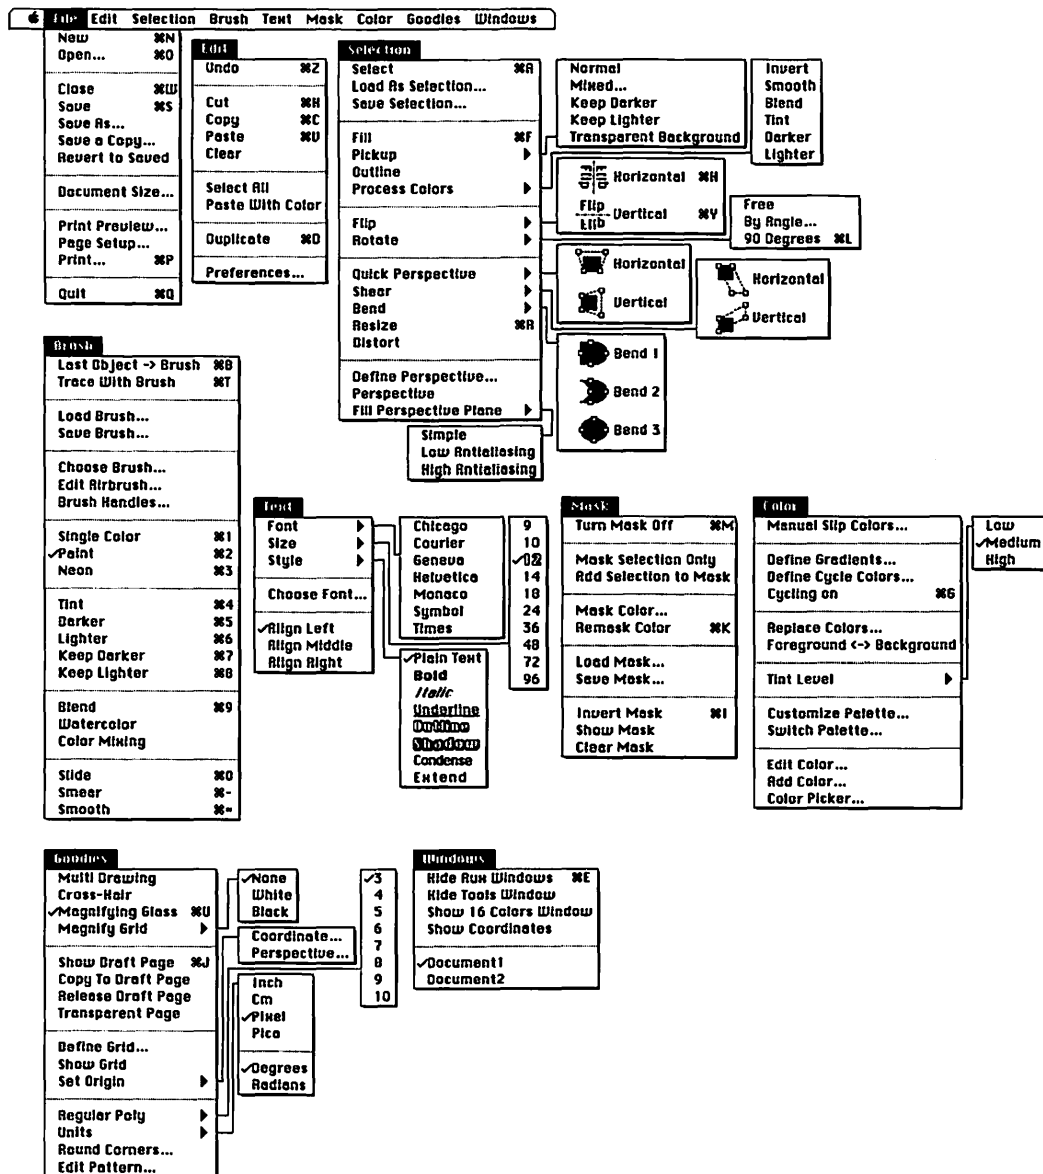 File Edit Selection Brush Text Mask Color Goodies Windows
New ⌘N
Open... ⌘O
Close ⌘W
Save ⌘S
Save As...
Save a Copy...
Revert to Saved
Document Size...
Print Preview...
Page Setup...
Print... ⌘P
Quit ⌘Q
Edit
Undo ⌘Z
Cut ⌘X
Copy ⌘C
Paste ⌘V
Clear
Select All
Paste With Color
Duplicate ⌘D
Preferences...
Selection
Select ⌘A
Load As Selection...
Save Selection...
Fill ⌘F
Pickup
Outline
Process Colors
Flip
Rotate
Quick Perspective
Shear
Bend
Resize ⌘R
Distort
Define Perspective...
Perspective
Fill Perspective Plane
Normal
Mixed...
Keep Darker
Keep Lighter
Transparent Background
Invert
Smooth
Blend
Tint
Darker
Lighter
Flip Flip Horizontal ⌘H
Flip Flip Vertical ⌘Y
Free
By Angle...
90 Degrees ⌘L
Horizontal
Vertical
Horizontal
Vertical
Bend 1
Bend 2
Bend 3
Simple
Low Antialiasing
High Antialiasing
Brush
Last Object -> Brush ⌘B
Trace With Brush ⌘T
Load Brush...
Save Brush...
Choose Brush...
Edit Airbrush...
Brush Handles...
Single Color ⌘1
✓Paint ⌘2
Neon ⌘3
Tint ⌘4
Darker ⌘5
Lighter ⌘6
Keep Darker ⌘7
Keep Lighter ⌘8
Blend ⌘9
Watercolor
Color Mixing
Slide ⌘0
Smear ⌘-
Smooth ⌘=
Text
Font
Size
Style
Choose Font...
✓Align Left
Align Middle
Align Right
Chicago
Courier
Geneva
Helvetica
Monaco
Symbol
Times
9
10
✓12
14
18
24
36
48
72
96
✓Plain Text
Bold
Italic
Underline
Outline
Shadow
Condense
Extend
Mask
Turn Mask Off ⌘M
Mask Selection Only
Add Selection to Mask
Mask Color...
Remask Color ⌘K
Load Mask...
Save Mask...
Invert Mask ⌘I
Show Mask
Clear Mask
Color
Manual Slip Colors...
Define Gradients...
Define Cycle Colors...
Cycling on ⌘G
Replace Colors...
Foreground <-> Background
Tint Level
Customize Palette...
Switch Palette...
Edit Color...
Add Color...
Color Picker...
Low
✓Medium
High
Goodies
Multi Drawing
Cross-Hair
✓Magnifying Glass ⌘U
Magnify Grid
Show Draft Page ⌘J
Copy To Draft Page
Release Draft Page
Transparent Page
Define Grid...
Show Grid
Set Origin
Regular Poly
Units
Round Corners...
Edit Pattern...
✓None
White
Black
Coordinate...
Perspective...
Inch
Cm
✓Pixel
Pica
✓Degrees
Radians
✓3
4
5
6
7
8
9
10
Windows
Hide Aux Windows ⌘E
Hide Tools Window
Show 16 Colors Window
Show Coordinates
✓Document1
Document2